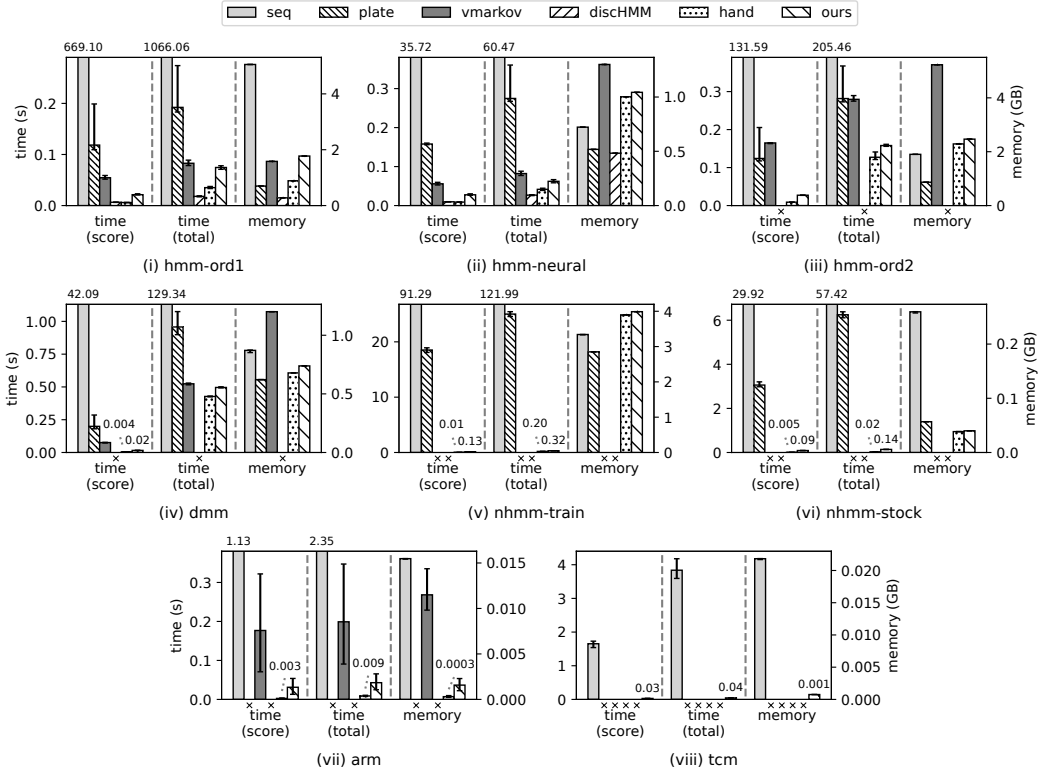 seq plate vmarkov discHMM hand ours
669.10 1066.06 35.72 60.47 131.59 205.46
time (s)
0.0 0.1 0.2
0 2 4
time (score) time (total) memory
(i) hmm-ord1
0.0 0.1 0.2 0.3
0.0 0.5 1.0
time (score) time (total) memory
(ii) hmm-neural
0.0 0.1 0.2 0.3
0 2 4
memory (GB)
× × ×
time (score) time (total) memory
(iii) hmm-ord2
42.09 129.34 91.29 121.99 29.92 57.42
time (s)
0.00 0.25 0.50 0.75 1.00
0.0 0.5 1.0
0.004 0.02
× × ×
time (score) time (total) memory
(iv) dmm
0 10 20
0 1 2 3 4
0.01 0.13 0.20 0.32
×× ×× ××
time (score) time (total) memory
(v) nhmm-train
0 2 4 6
0.0 0.1 0.2
memory (GB)
0.005 0.09 0.02 0.14
×× ×× ××
time (score) time (total) memory
(vi) nhmm-stock
1.13 2.35
time (s)
0.0 0.1 0.2 0.3
0.000 0.005 0.010 0.015
0.003 0.009 0.0003
× × × × × ×
time (score) time (total) memory
(vii) arm
0 1 2 3 4
0.000 0.005 0.010 0.015 0.020
memory (GB)
0.03 0.04 0.001
×××× ×××× ××××
time (score) time (total) memory
(viii) tcm